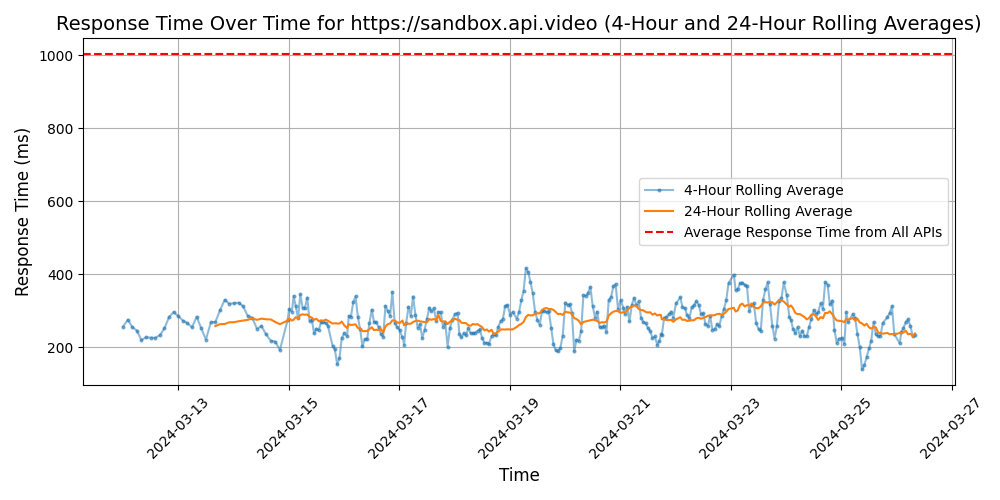 Response Time Over Time for https://sandbox.api.video (4-Hour and 24-Hour Rolling Averages)
Response Time (ms)
1000
800
600
400
200
4-Hour Rolling Average
24-Hour Rolling Average
Average Response Time from All APIs
2024-03-13
2024-03-15
2024-03-17
2024-03-19
2024-03-21
2024-03-23
2024-03-25
2024-03-27
Time